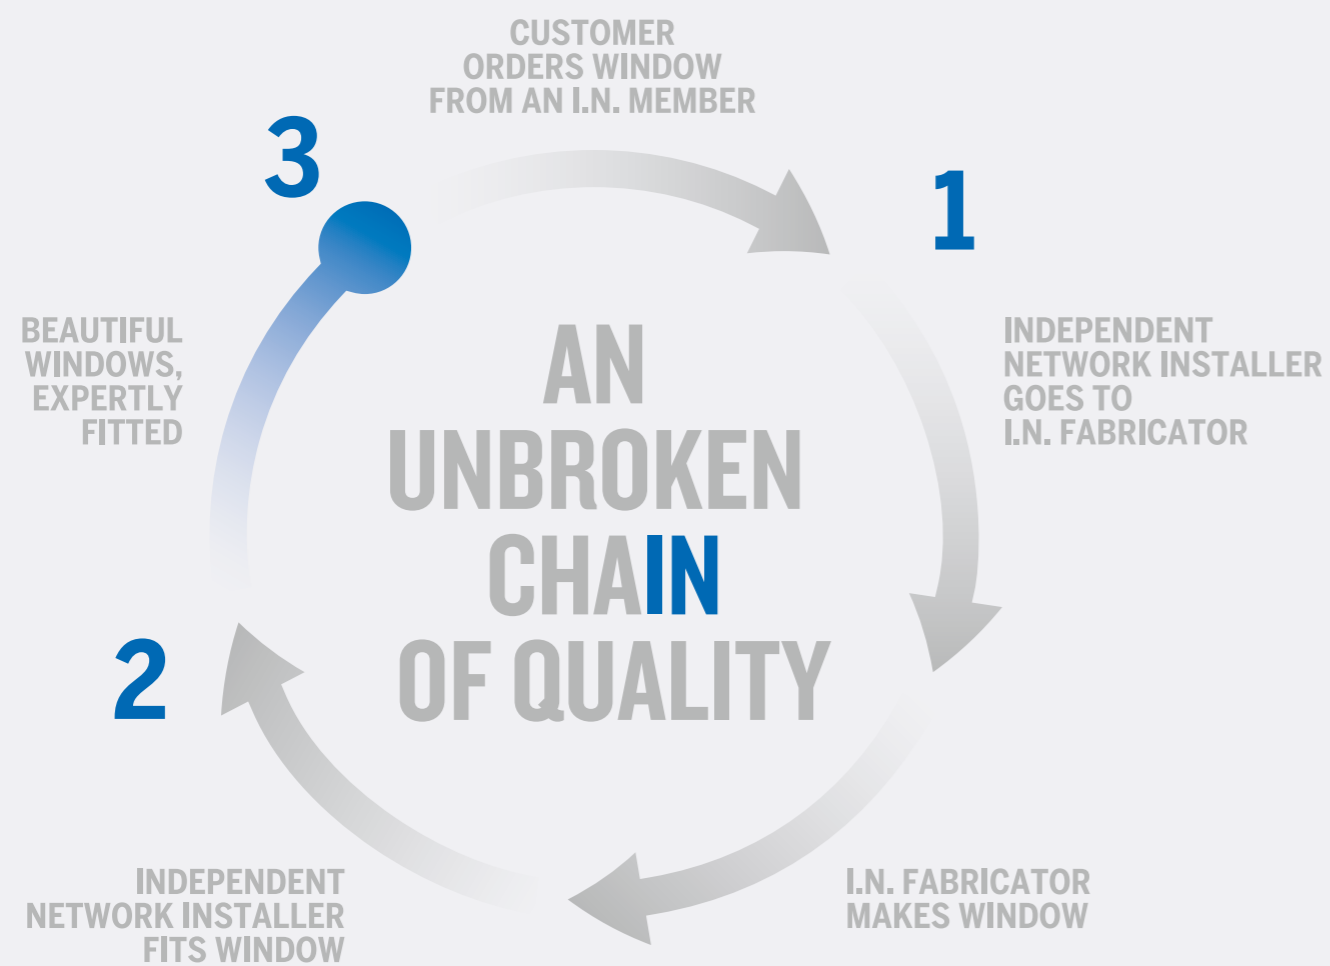 CUSTOMER
ORDERS WINDOW
FROM AN I.N. MEMBER
1
INDEPENDENT
NETWORK INSTALLER
GOES TO
I.N. FABRICATOR
I.N. FABRICATOR
MAKES WINDOW
INDEPENDENT
NETWORK INSTALLER
FITS WINDOW
2
BEAUTIFUL
WINDOWS,
EXPERTLY
FITTED
3
AN
UNBROKEN
CHAIN
OF QUALITY